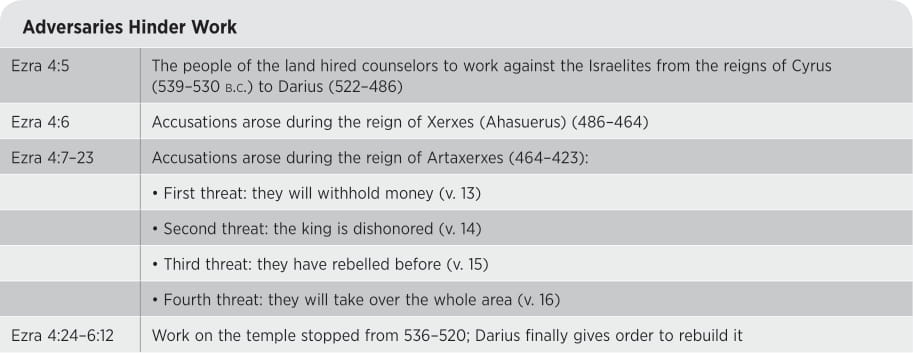 Adversaries Hinder Work
Ezra 4:5 The people of the land hired counselors to work against the Israelites from the reigns of Cyrus
(539–530 B.C.) to Darius (522–486)
Ezra 4:6 Accusations arose during the reign of Xerxes (Ahasuerus) (486–464)
Ezra 4:7–23 Accusations arose during the reign of Artaxerxes (464–423):
• First threat: they will withhold money (v. 13)
• Second threat: the king is dishonored (v. 14)
• Third threat: they have rebelled before (v. 15)
• Fourth threat: they will take over the whole area (v. 16)
Ezra 4:24–6:12 Work on the temple stopped from 536–520; Darius finally gives order to rebuild it